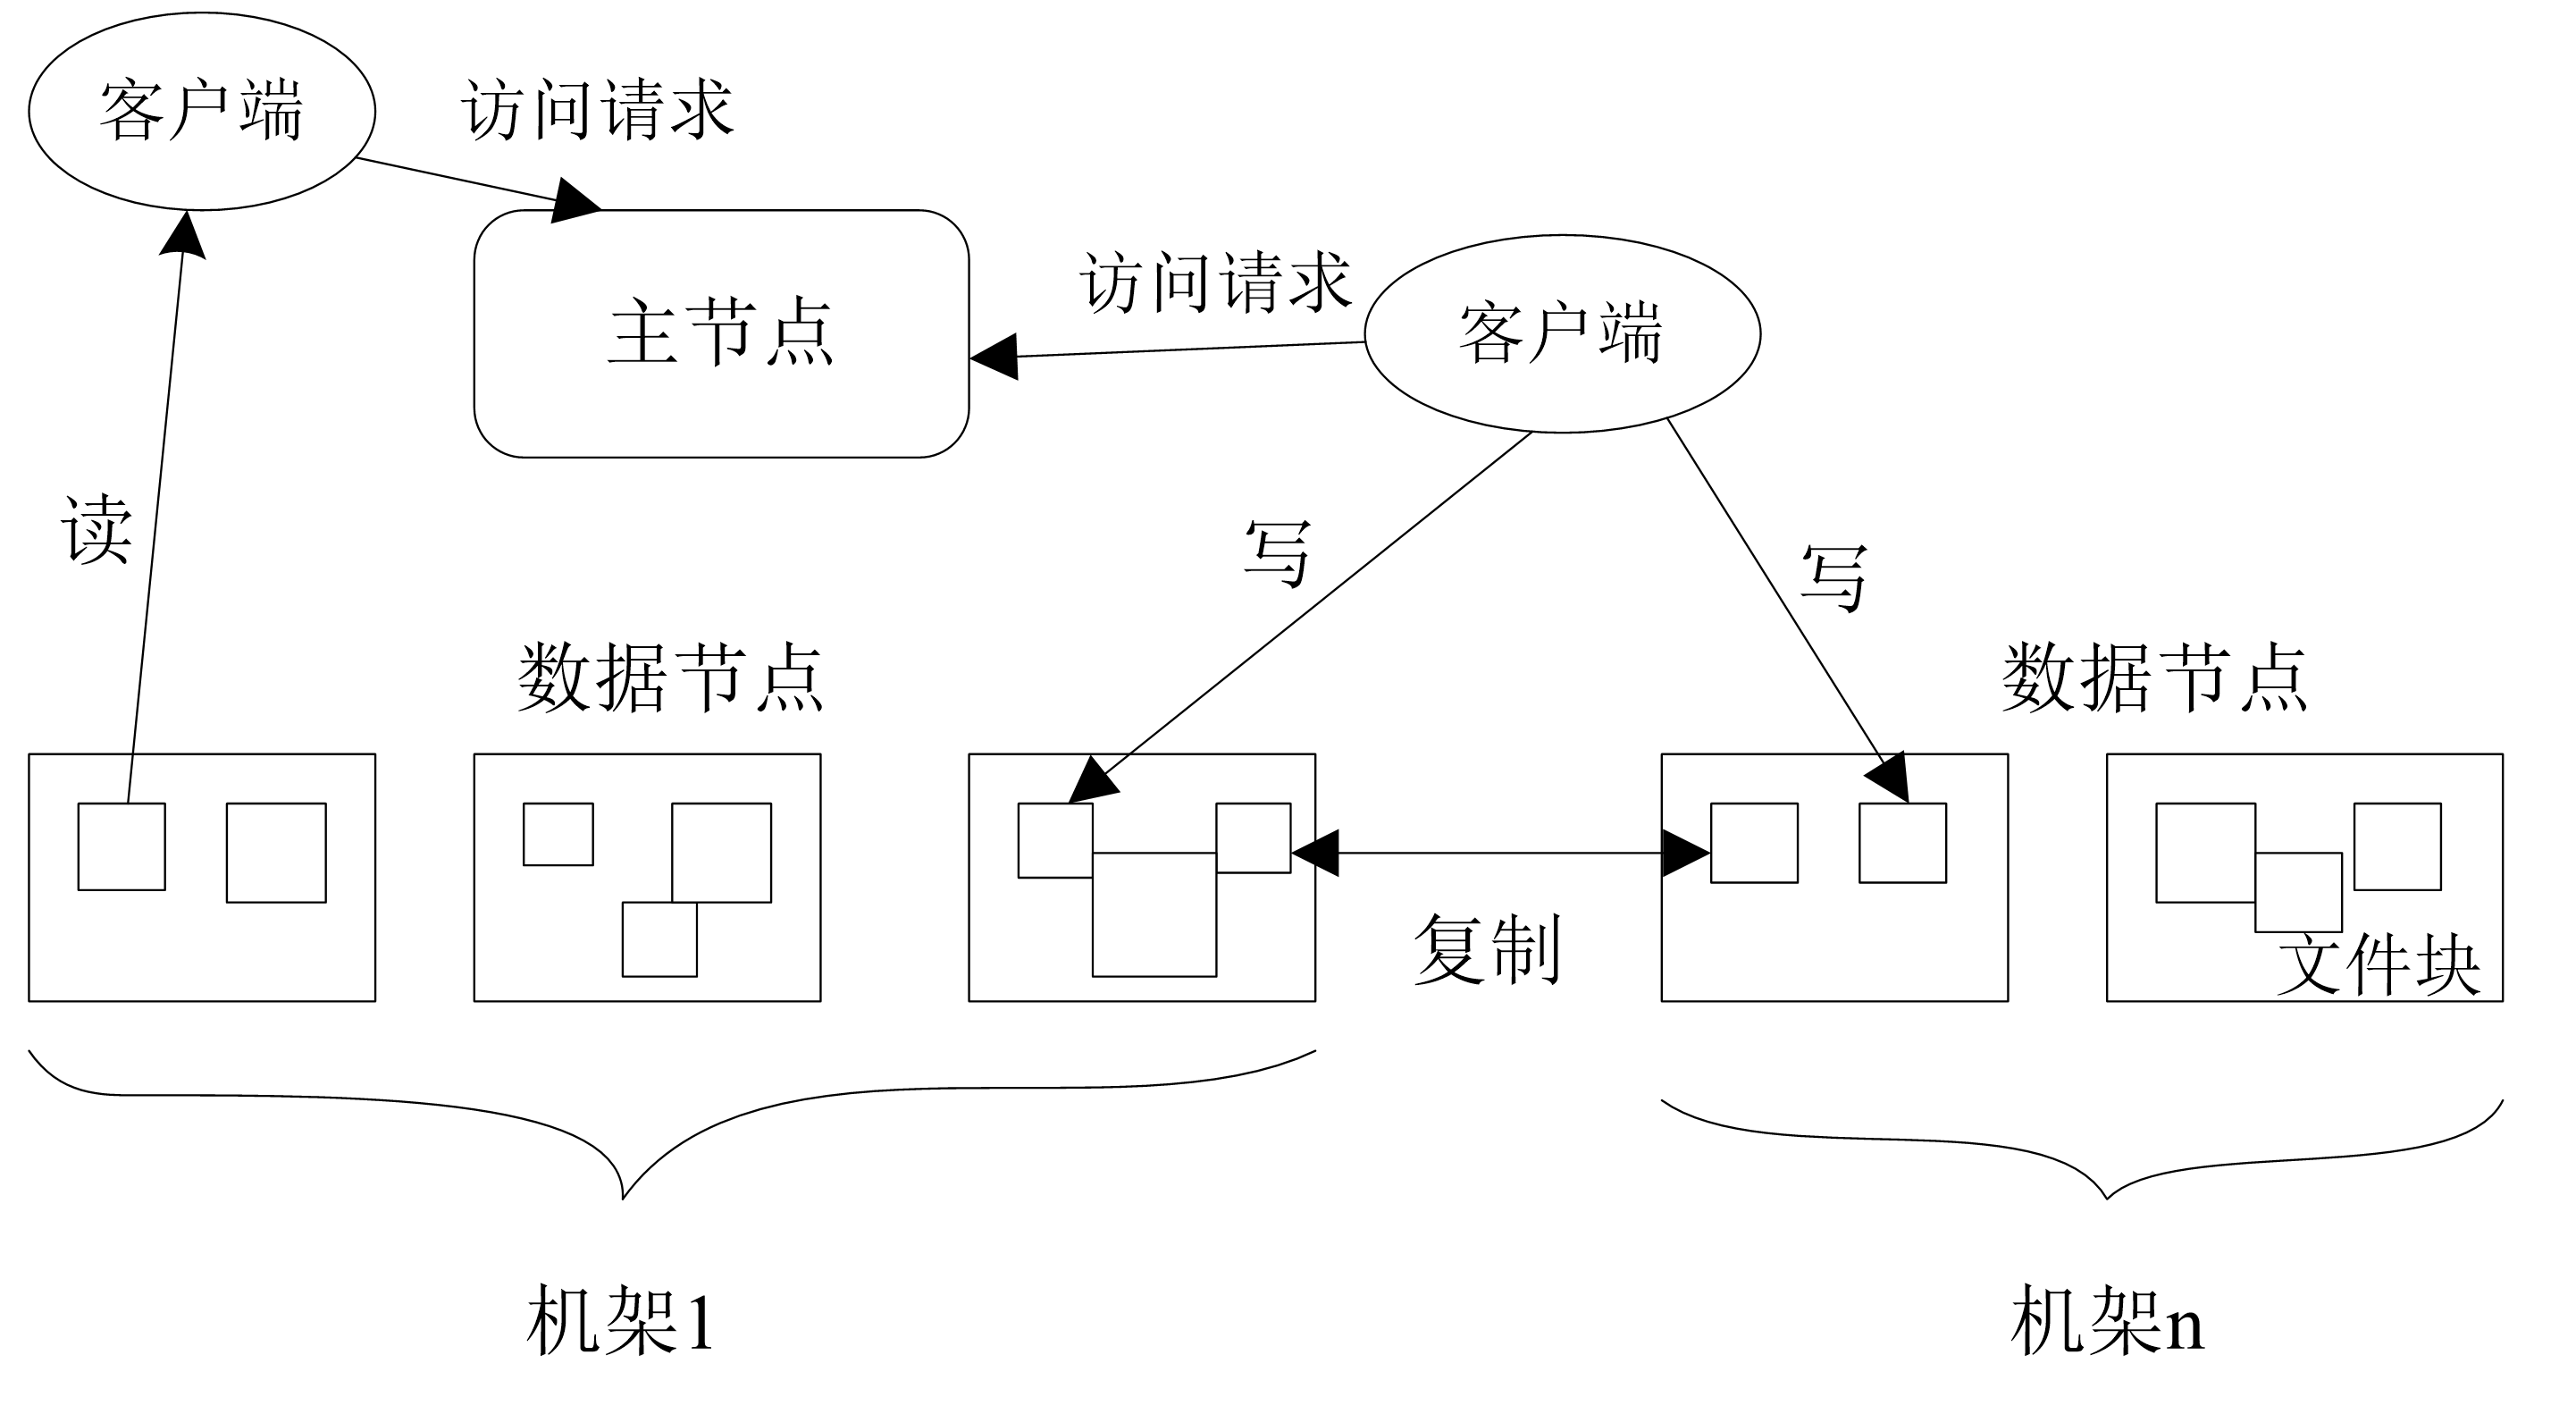 客户端
访问请求
主节点
访问请求
客户端
读
写
写
数据节点
数据节点
复制
文件块
机架1
机架n